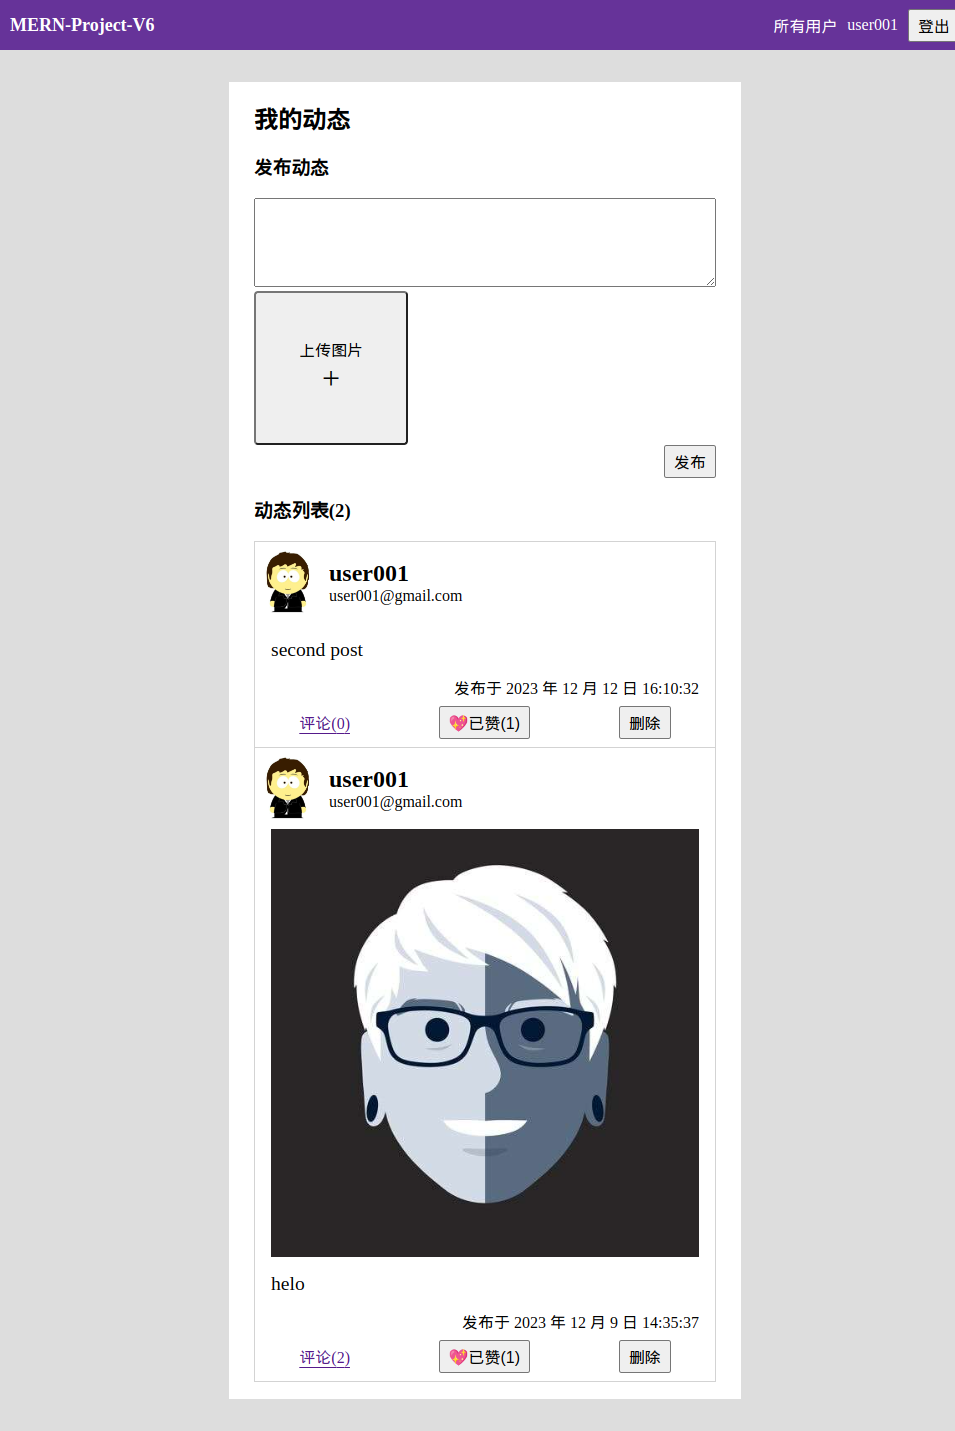 MERN-Project-V6
所有用户 user001 登出
我的动态
发布动态
上传图片
+
发布
动态列表(2)
user001
user001@gmail.com
second post
发布于 2023 年 12 月 12 日 16:10:32
评论(0) 💖已赞(1) 删除
user001
user001@gmail.com
helo
发布于 2023 年 12 月 9 日 14:35:37
评论(2) 💖已赞(1) 删除